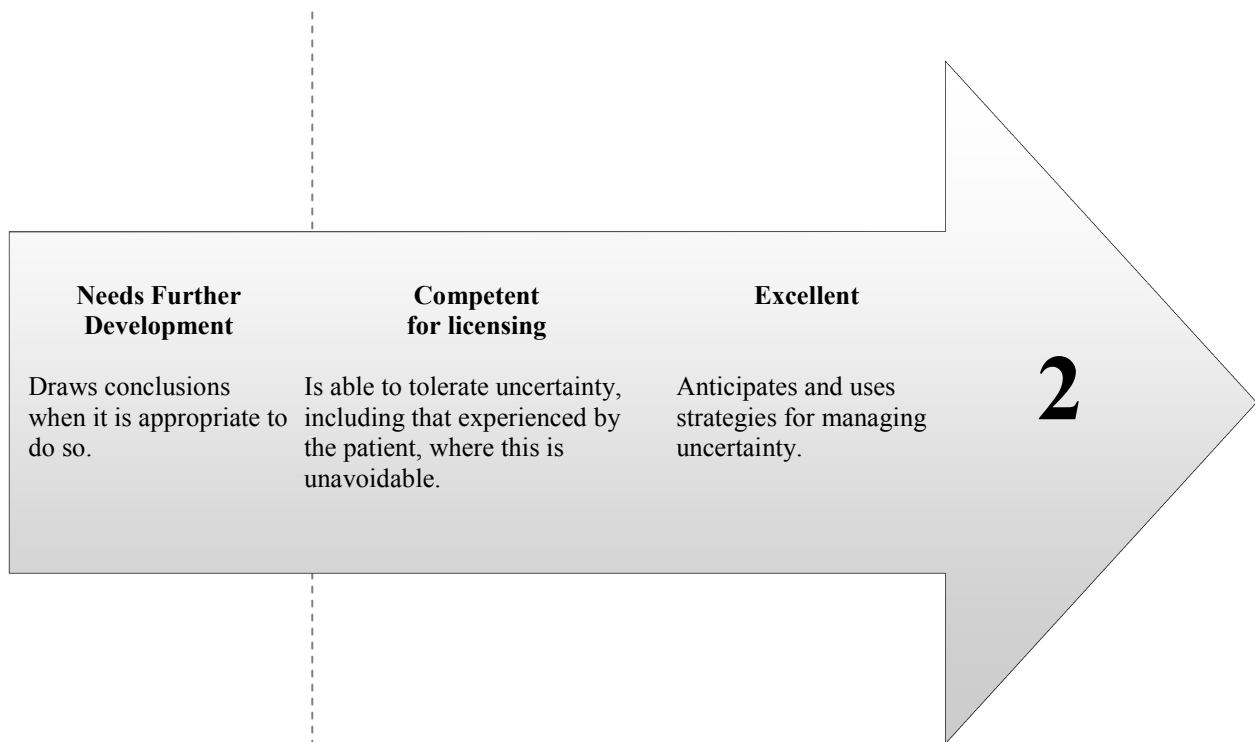 Needs Further
Development
Draws conclusions
when it is appropriate to
do so.
Competent
for licensing
Is able to tolerate uncertainty,
including that experienced by
the patient, where this is
unavoidable.
Excellent
Anticipates and uses
strategies for managing
uncertainty.
2